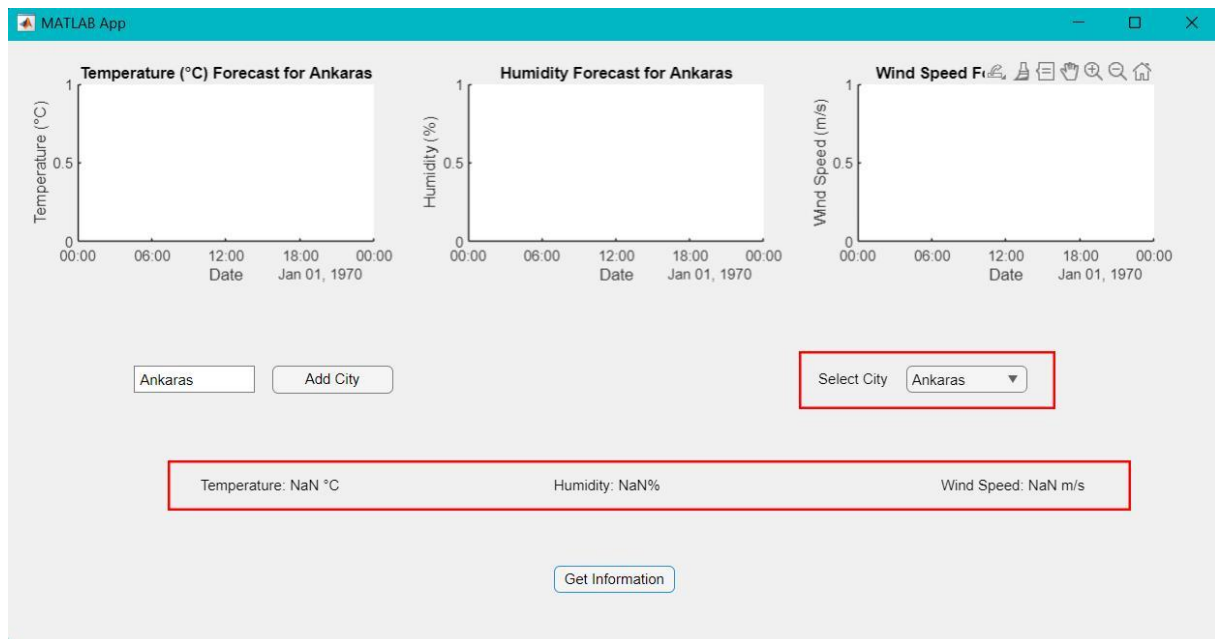 MATLAB App
Temperature (°C) Forecast for Ankaras
Temperature (°C)
1
0.5
0
00:00 06:00 12:00 18:00 00:00
Date Jan 01, 1970
Humidity Forecast for Ankaras
Humidity (%)
1
0.5
0
00:00 06:00 12:00 18:00 00:00
Date Jan 01, 1970
Wind Speed
Wind Speed (m/s)
1
0.5
0
00:00 06:00 12:00 18:00 00:00
Date Jan 01, 1970
Ankaras Add City Select City Ankaras
Temperature: NaN °C Humidity: NaN% Wind Speed: NaN m/s
Get Information